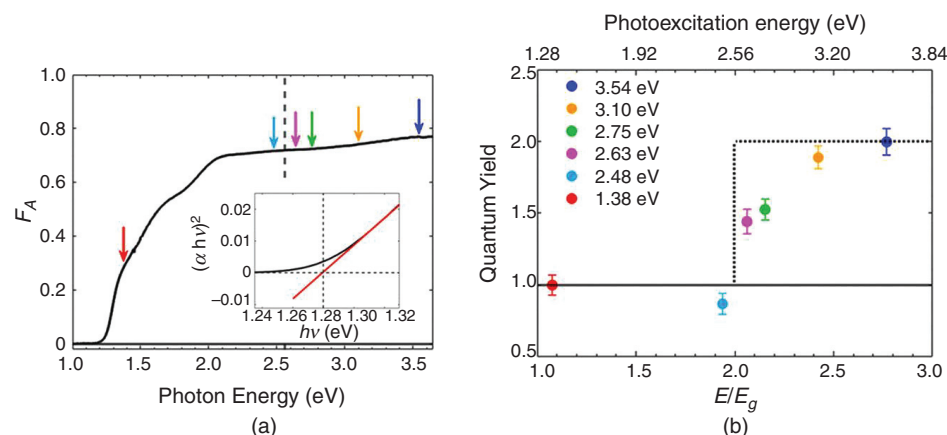 1.0
0.8
0.6
0.4
0.2
0
F_A
1.0 1.5 2.0 2.5 3.0 3.5
Photon Energy (eV)
(a)
0.02
0.01
0
−0.01
(α hν)²
1.24 1.26 1.28 1.30 1.32
hν (eV)
Photoexcitation energy (eV)
1.28 1.92 2.56 3.20 3.84
2.5
2.0
1.5
1.0
0.5
Quantum Yield
3.54 eV
3.10 eV
2.75 eV
2.63 eV
2.48 eV
1.38 eV
1.0 1.5 2.0 2.5 3.0
E/E_g
(b)